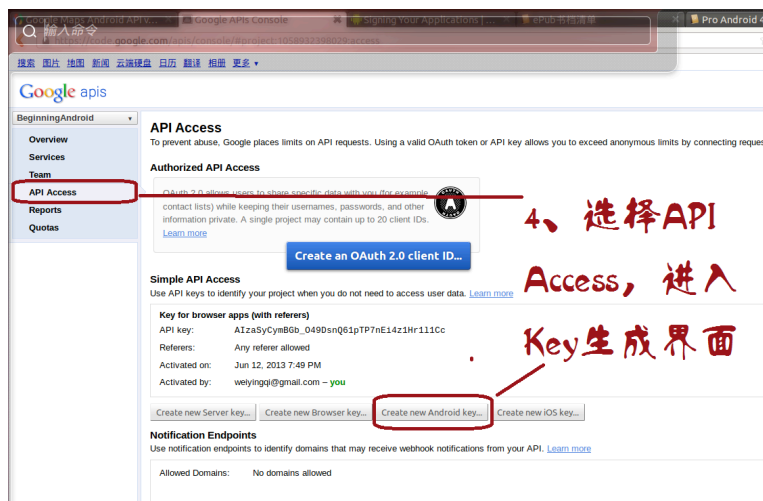 Google Maps Android API V...
Google APIs Console
Signing Your Applications | ...
ePub书档清单
Pro Android 4
输入命令
https://code.google.com/apis/console/#project:1058932398029:access
搜索 图片 地图 新闻 云端硬盘 日历 翻译 相册 更多
Google apis
BeginningAndroid
Overview
Services
Team
API Access
Reports
Quotas
API Access
To prevent abuse, Google places limits on API requests. Using a valid OAuth token or API key allows you to exceed anonymous limits by connecting reque
Authorized API Access
OAuth 2.0 allows users to share specific data with you (for example
contact lists) while keeping their usernames, passwords, and other
information private. A single project may contain up to 20 client IDs.
Learn more
Create an OAuth 2.0 client ID...
Simple API Access
Use API keys to identify your project when you do not need to access user data. Learn more
Key for browser apps (with referers)
API key: AIzaSyCymBGb_O49DsnQ61pTP7nEi4z1Hr1l1Cc
Referers: Any referer allowed
Activated on: Jun 12, 2013 7:49 PM
Activated by: weiyingqi@gmail.com – you
Create new Server key... Create new Browser key... Create new Android key... Create new iOS key...
Notification Endpoints
Use notification endpoints to identify domains that may receive webhook notifications from your API. Learn more
Allowed Domains: No domains allowed
4、选择API
Access，进入
Key生成界面